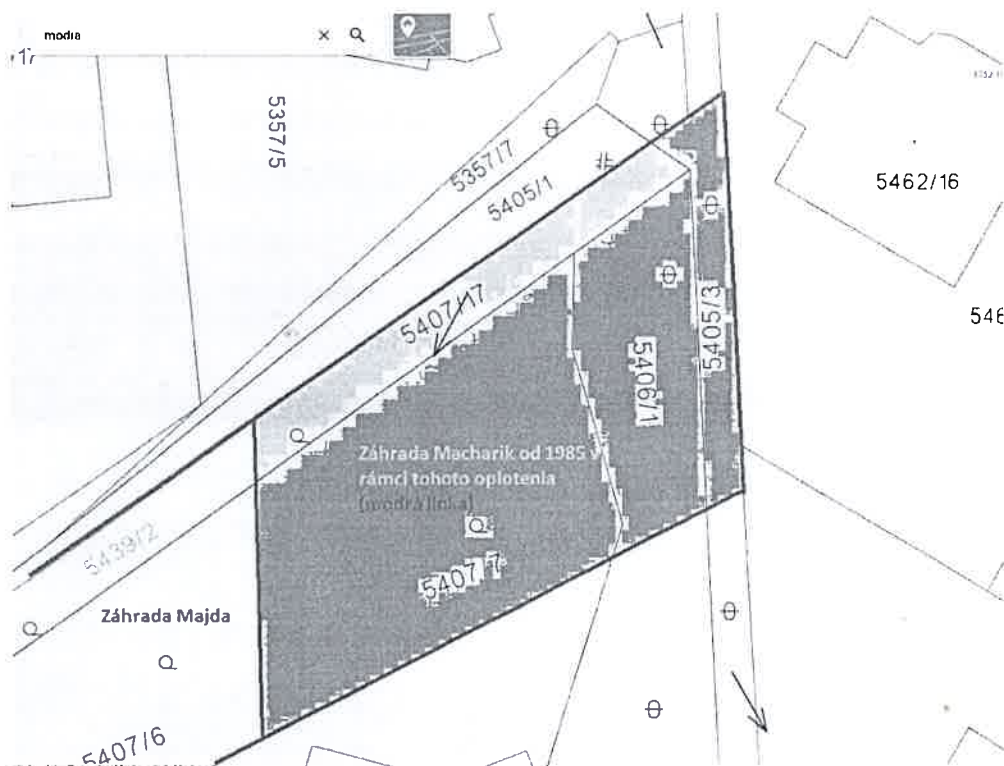 modra
5357/5
5357/7
5405/1
5462/16
5407/17
5405/3
5406/1
546
Záhrada Macharik od 1985 v
rámci tohoto oplotenia
(modrá linka)
5407/7
5439/2
Záhrada Majda
5407/6